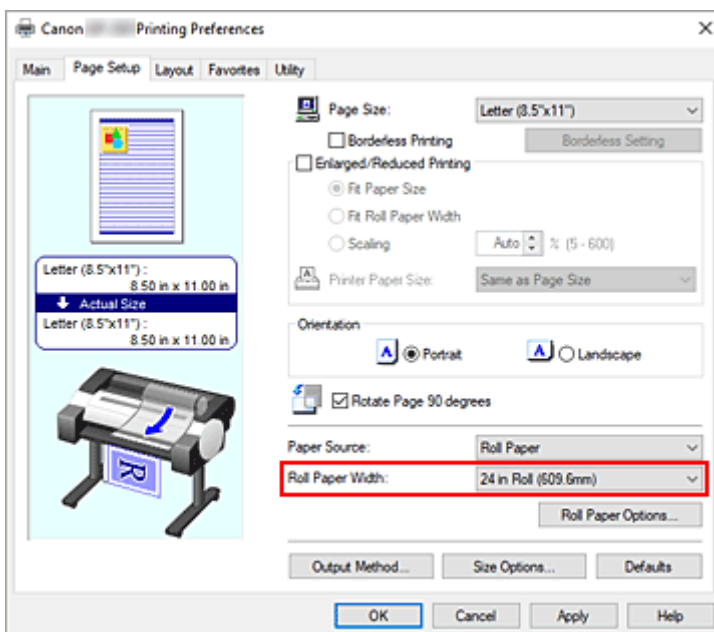 Canon Printing Preferences
Main Page Setup Layout Favorites Utility
Page Size: Letter (8.5"x11")
Borderless Printing Borderless Setting
Enlarged/Reduced Printing
Fit Paper Size
Fit Roll Paper Width
Scaling Auto % (5 - 600)
Printer Paper Size: Same as Page Size
Letter (8.5"x11") :
8.50 in x 11.00 in
Actual Size
Letter (8.5"x11") :
8.50 in x 11.00 in
Orientation
A Portrait A Landscape
Rotate Page 90 degrees
Paper Source: Roll Paper
Roll Paper Width: 24 in Roll (609.6mm)
R
Roll Paper Options...
Output Method... Size Options... Defaults
OK Cancel Apply Help